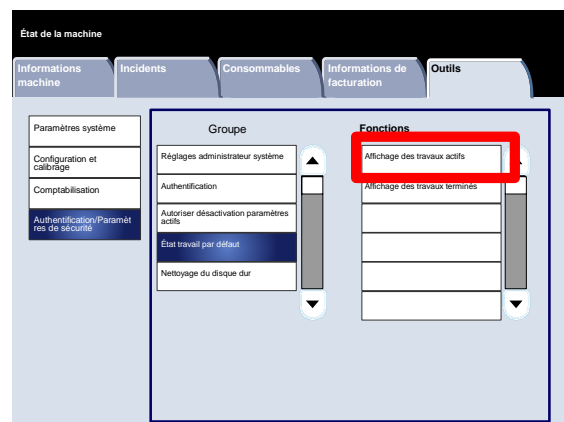 État de la machine
Informations
machine
Incidents
Consommables
Informations de
facturation
Outils
Paramètres système
Configuration et
calibrage
Comptabilisation
Authentification/Paramèt
res de sécurité
Groupe
Réglages administrateur système
Authentification
Autoriser désactivation paramètres
actifs
État travail par défaut
Nettoyage du disque dur
Fonctions
Affichage des travaux actifs
Affichage des travaux terminés